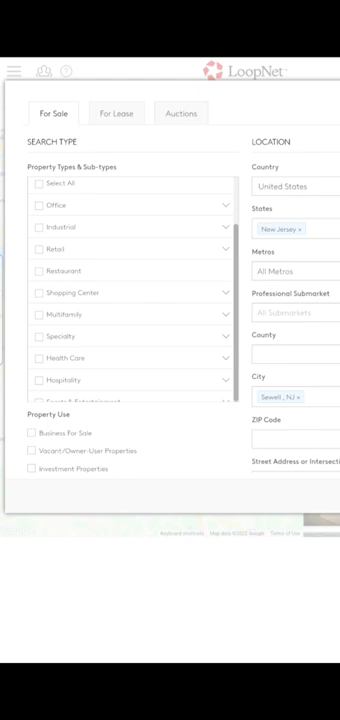 LoopNet™
For Sale
For Lease
Auctions
SEARCH TYPE
Property Types & Sub-types
Select All
Office
Industrial
Retail
Restaurant
Shopping Center
Multifamily
Specialty
Health Care
Hospitality
Sports & Entertainment
Property Use
Business For Sale
Vacant/Owner-User Properties
Investment Properties
LOCATION
Country
United States
States
New Jersey ×
Metros
All Metros
Professional Submarket
All Submarkets
County
City
Sewell , NJ ×
ZIP Code
Street Address or Intersecti
Keyboard shortcuts Map data ©2022 Google Terms of Use